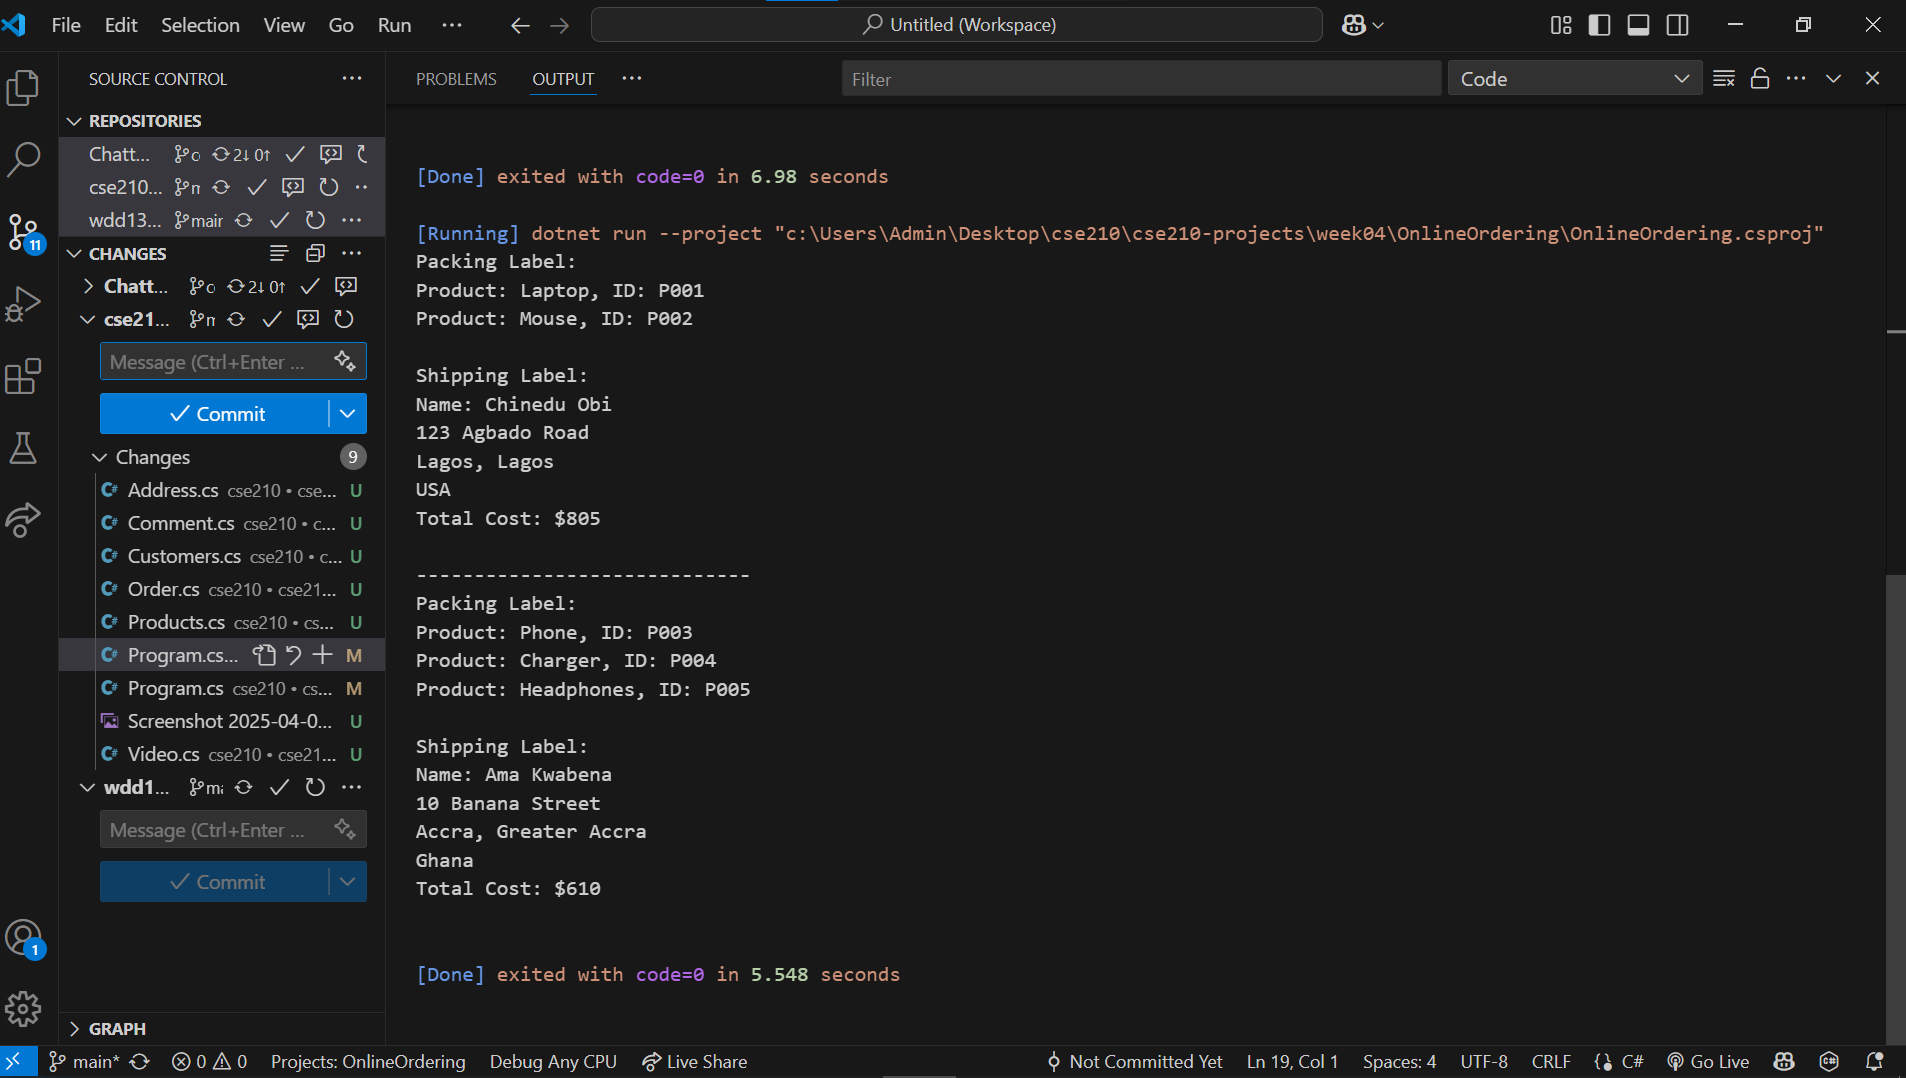 File Edit Selection View Go Run ···
Untitled (Workspace)
SOURCE CONTROL ···
REPOSITORIES
Chatt... 2↓ 0↑
cse210...
wdd13... main ···
CHANGES ···
Chatt... 2↓ 0↑
cse21...
Message (Ctrl+Enter ...
Commit
Changes 9
Address.cs cse210 • cse... U
Comment.cs cse210 • c... U
Customers.cs cse210 • c... U
Order.cs cse210 • cse21... U
Products.cs cse210 • cs... U
Program.cs... M
Program.cs cse210 • cs... M
Screenshot 2025-04-0... U
Video.cs cse210 • cse21... U
wdd1... ···
Message (Ctrl+Enter ...
Commit
GRAPH
11
1
PROBLEMS OUTPUT ··· Filter Code ···
[Done] exited with code=0 in 6.98 seconds
[Running] dotnet run --project "c:\Users\Admin\Desktop\cse210\cse210-projects\week04\OnlineOrdering\OnlineOrdering.csproj"
Packing Label:
Product: Laptop, ID: P001
Product: Mouse, ID: P002
Shipping Label:
Name: Chinedu Obi
123 Agbado Road
Lagos, Lagos
USA
Total Cost: $805
-----------------------------
Packing Label:
Product: Phone, ID: P003
Product: Charger, ID: P004
Product: Headphones, ID: P005
Shipping Label:
Name: Ama Kwabena
10 Banana Street
Accra, Greater Accra
Ghana
Total Cost: $610
[Done] exited with code=0 in 5.548 seconds
main* 0 0 Projects: OnlineOrdering Debug Any CPU Live Share Not Committed Yet Ln 19, Col 1 Spaces: 4 UTF-8 CRLF {} C# Go Live